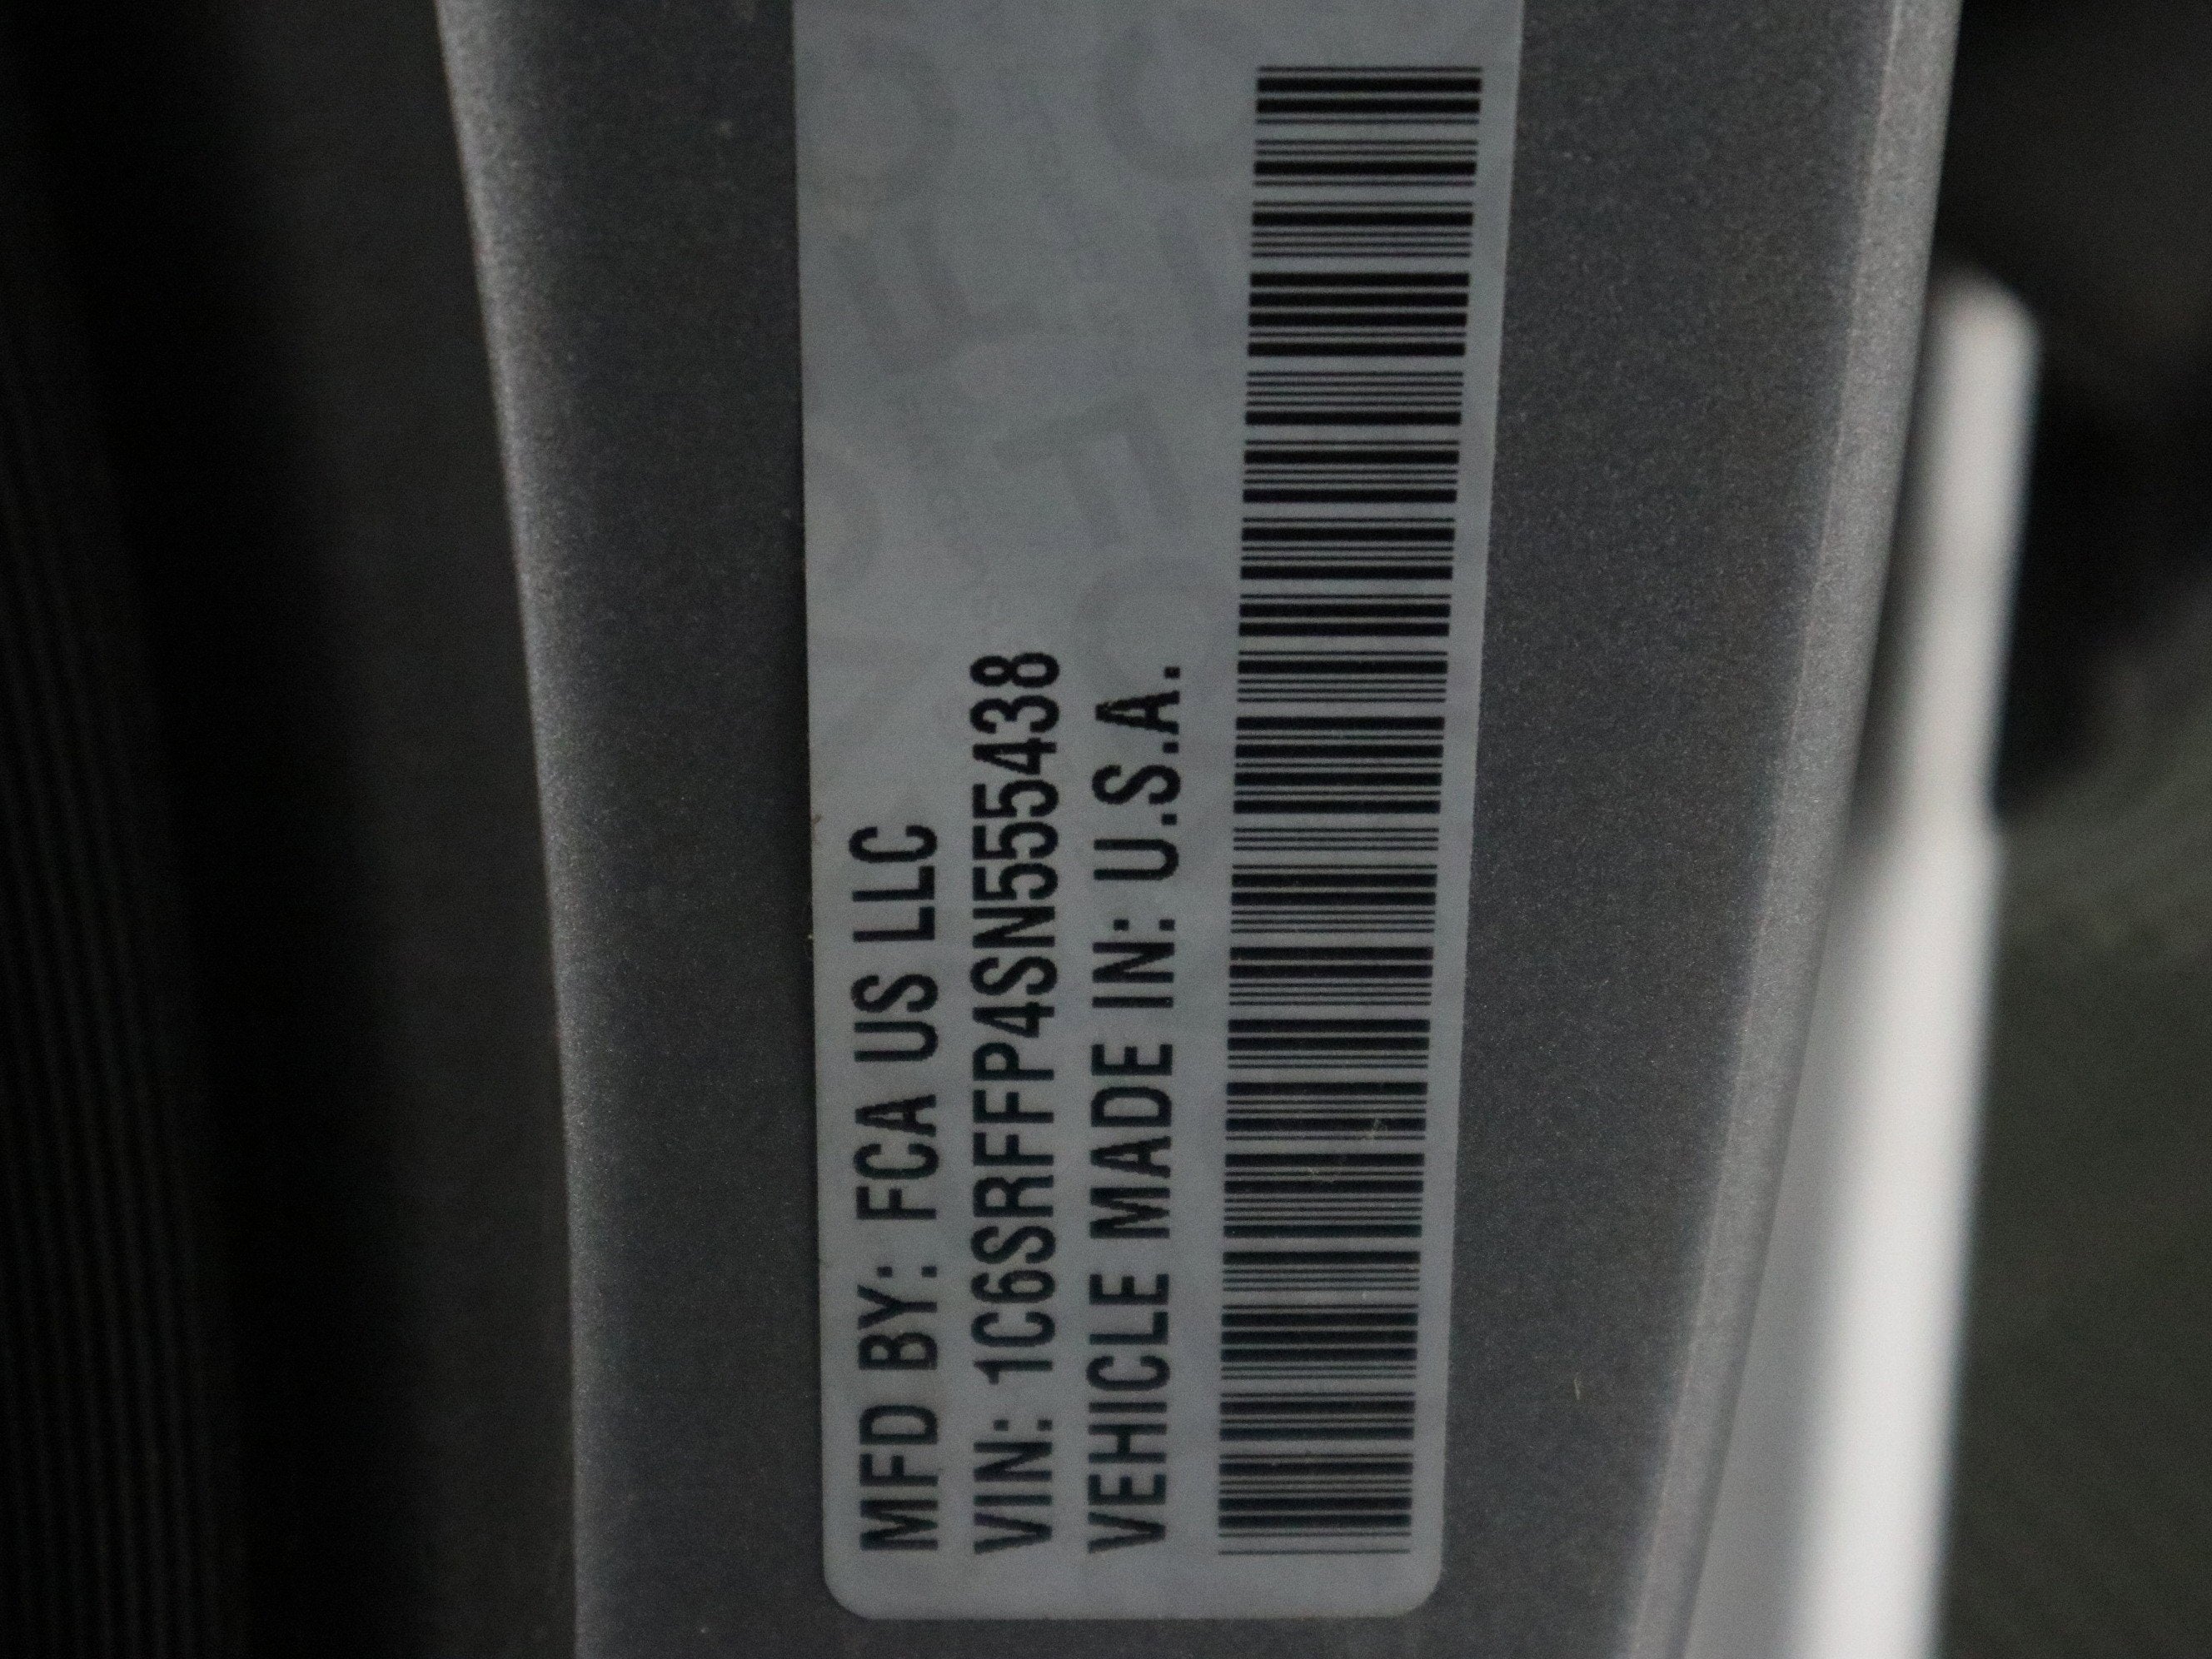 MFD BY: FCA US LLC
VIN: 1C6SRFFP4SN555438
VEHICLE MADE IN: U.S.A.